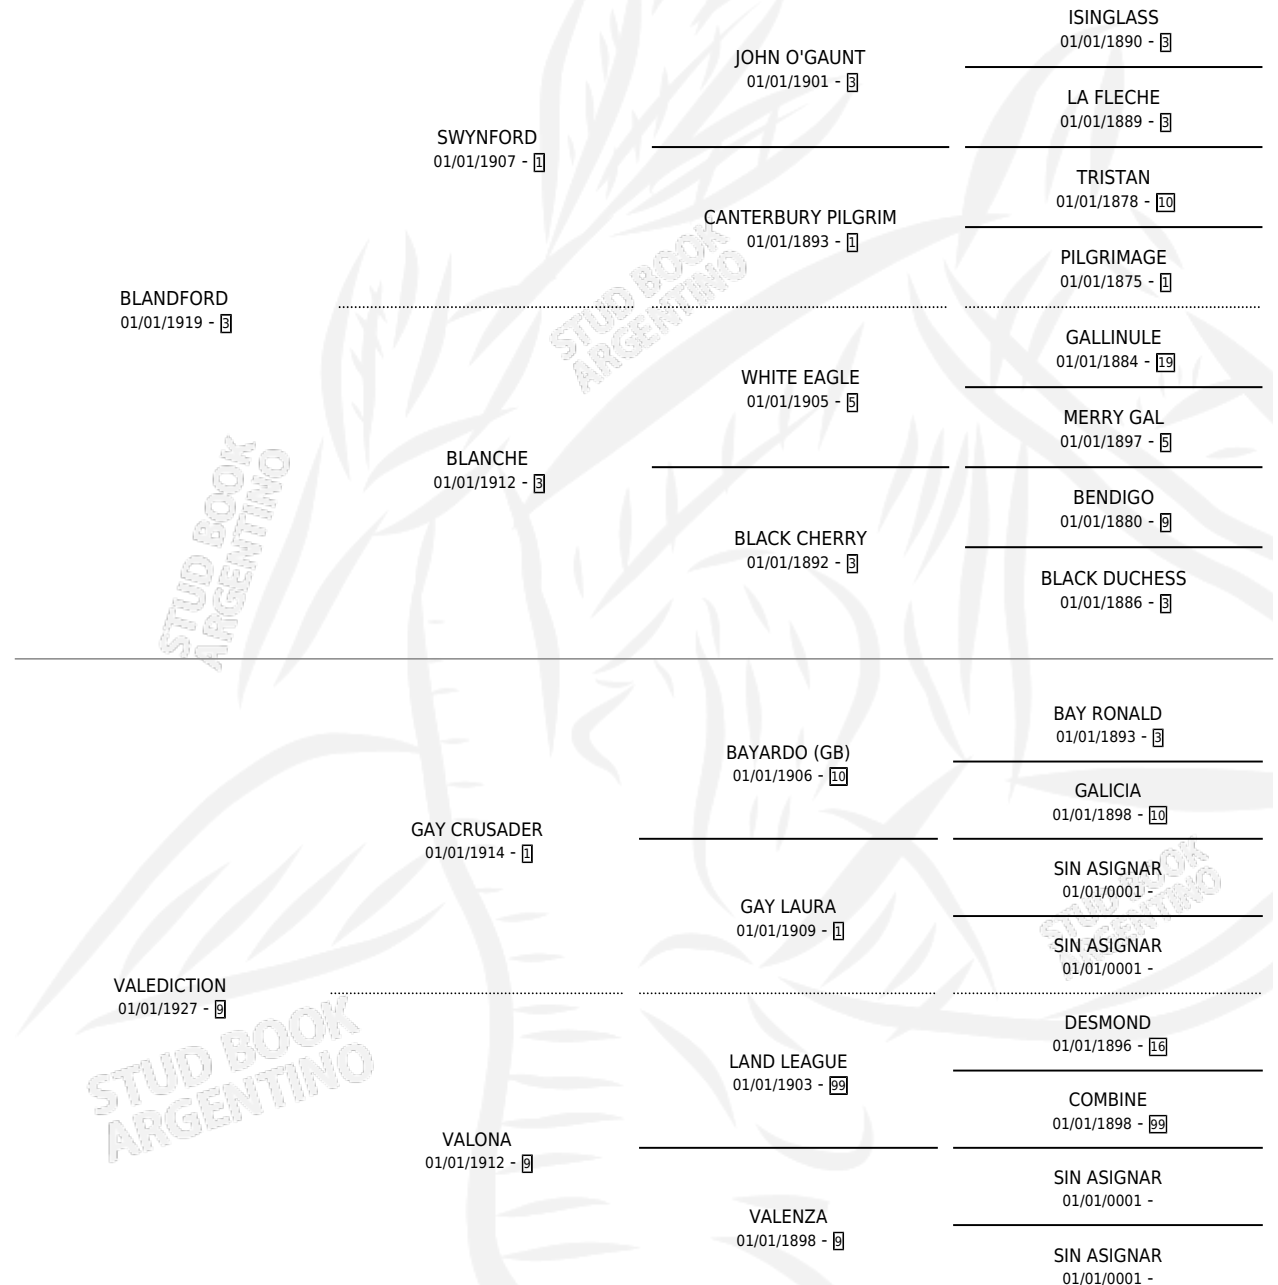 ISINGLASS
01/01/1890 - 3
JOHN O'GAUNT
01/01/1901 - 3
LA FLECHE
01/01/1889 - 3
SWYNFORD
01/01/1907 - 1
TRISTAN
01/01/1878 - 10
CANTERBURY PILGRIM
01/01/1893 - 1
PILGRIMAGE
01/01/1875 - 1
BLANDFORD
01/01/1919 - 3
STUD BOOK
ARGENTINO
GALLINULE
01/01/1884 - 19
WHITE EAGLE
01/01/1905 - 5
MERRY GAL
01/01/1897 - 5
BLANCHE
01/01/1912 - 3
BENDIGO
01/01/1880 - 9
BLACK CHERRY
01/01/1892 - 3
BLACK DUCHESS
01/01/1886 - 3
STUD BOOK
ARGENTINO
BAY RONALD
01/01/1893 - 3
BAYARDO (GB)
01/01/1906 - 10
GALICIA
01/01/1898 - 10
GAY CRUSADER
01/01/1914 - 1
SIN ASIGNAR
01/01/0001 -
GAY LAURA
01/01/1909 - 1
SIN ASIGNAR
01/01/0001 -
STUD BOOK
ARGENTINO
VALEDICTION
01/01/1927 - 9
STUD BOOK
ARGENTINO
DESMOND
01/01/1896 - 16
LAND LEAGUE
01/01/1903 - 99
COMBINE
01/01/1898 - 99
VALONA
01/01/1912 - 9
SIN ASIGNAR
01/01/0001 -
VALENZA
01/01/1898 - 9
SIN ASIGNAR
01/01/0001 -